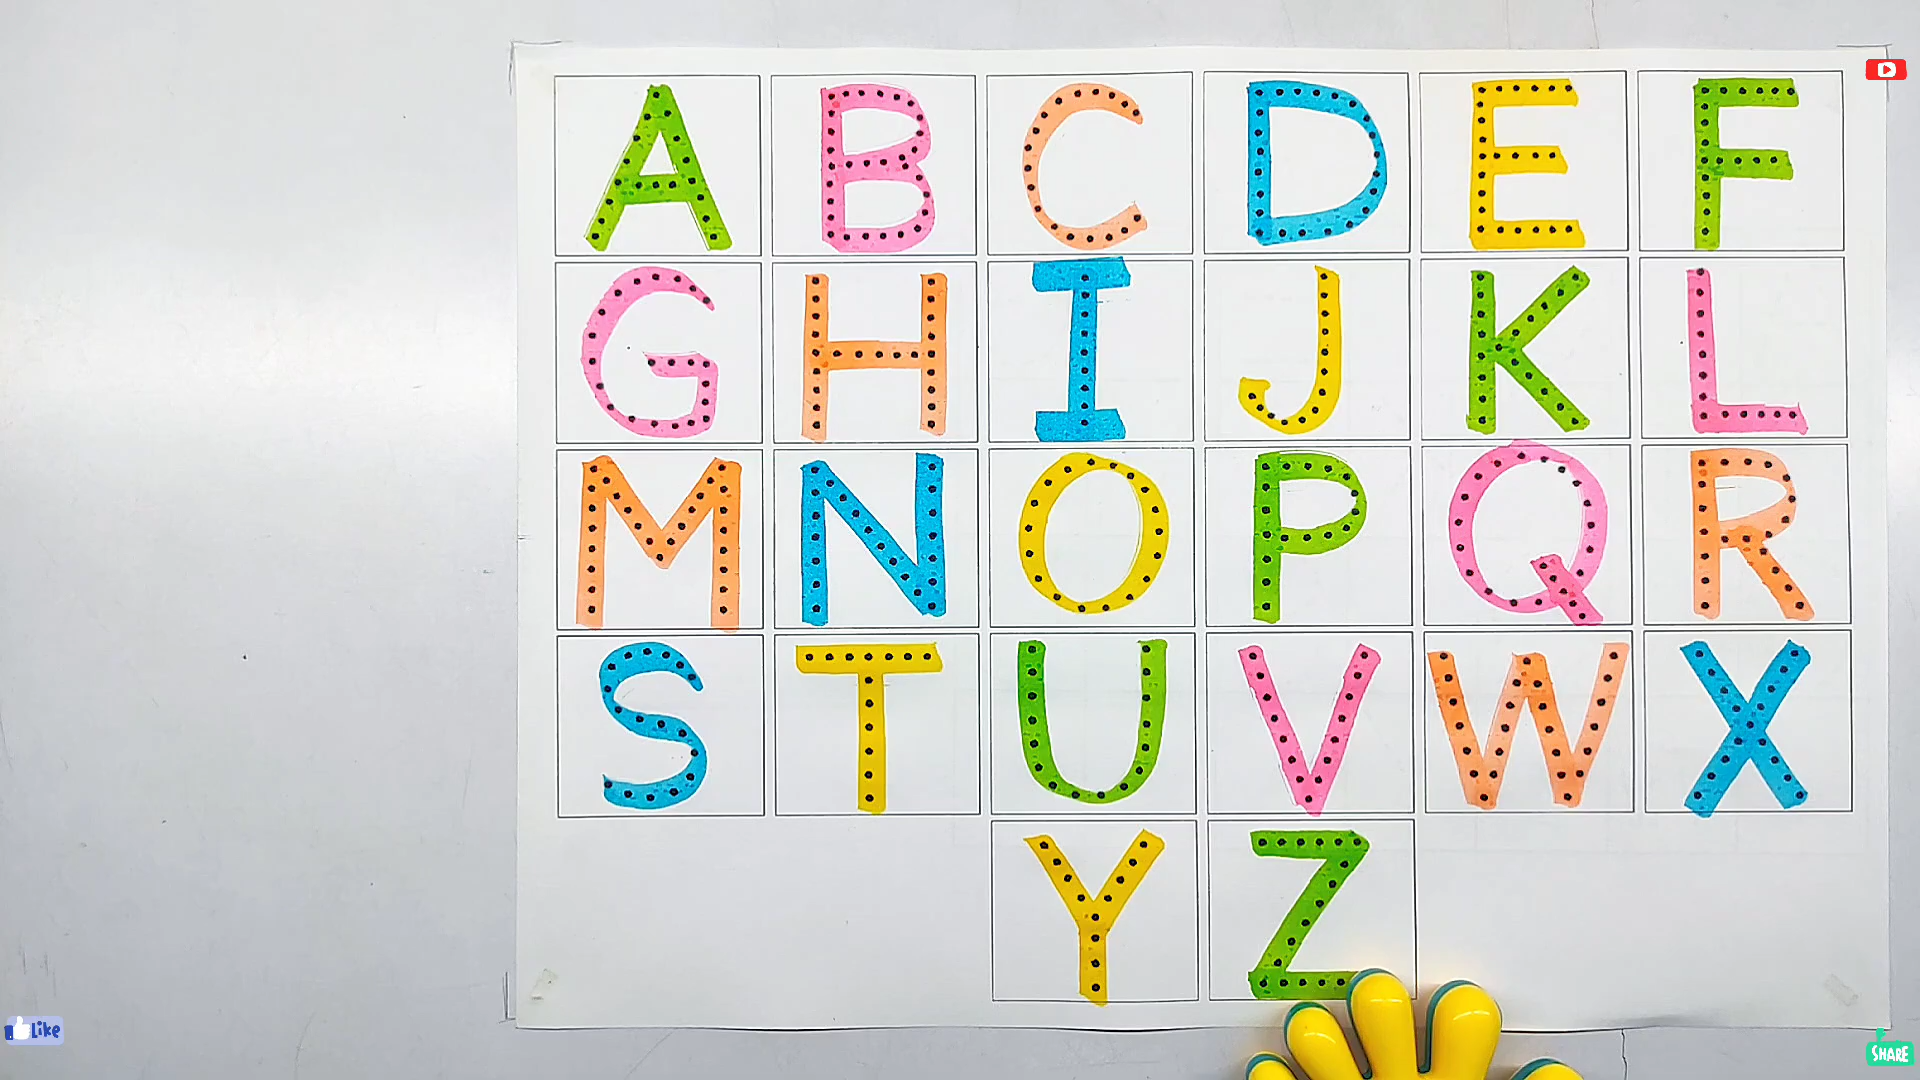 A B C D E F
G H I J K L
M N O P Q R
S T U V W X
Y Z
Like
SHARE